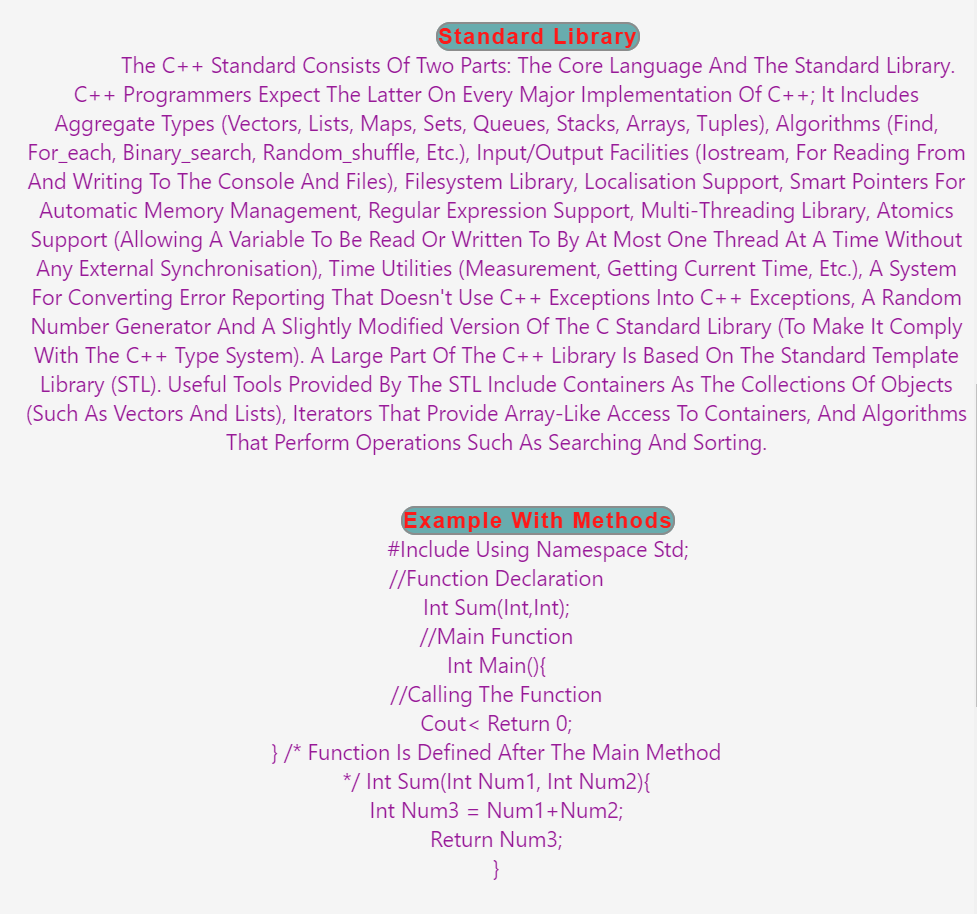 Standard Library
The C++ Standard Consists Of Two Parts: The Core Language And The Standard Library.
C++ Programmers Expect The Latter On Every Major Implementation Of C++; It Includes
Aggregate Types (Vectors, Lists, Maps, Sets, Queues, Stacks, Arrays, Tuples), Algorithms (Find,
For_each, Binary_search, Random_shuffle, Etc.), Input/Output Facilities (Iostream, For Reading From
And Writing To The Console And Files), Filesystem Library, Localisation Support, Smart Pointers For
Automatic Memory Management, Regular Expression Support, Multi-Threading Library, Atomics
Support (Allowing A Variable To Be Read Or Written To By At Most One Thread At A Time Without
Any External Synchronisation), Time Utilities (Measurement, Getting Current Time, Etc.), A System
For Converting Error Reporting That Doesn't Use C++ Exceptions Into C++ Exceptions, A Random
Number Generator And A Slightly Modified Version Of The C Standard Library (To Make It Comply
With The C++ Type System). A Large Part Of The C++ Library Is Based On The Standard Template
Library (STL). Useful Tools Provided By The STL Include Containers As The Collections Of Objects
(Such As Vectors And Lists), Iterators That Provide Array-Like Access To Containers, And Algorithms
That Perform Operations Such As Searching And Sorting.
Example With Methods
#Include Using Namespace Std;
//Function Declaration
Int Sum(Int,Int);
//Main Function
Int Main(){
//Calling The Function
Cout< Return 0;
} /* Function Is Defined After The Main Method
*/ Int Sum(Int Num1, Int Num2){
Int Num3 = Num1+Num2;
Return Num3;
}